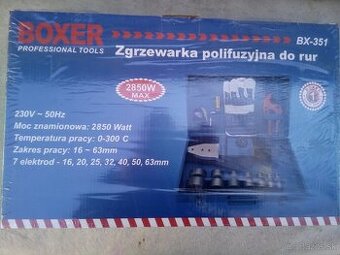 BOXER
PROFESSIONAL TOOLS
BX-351
Zgrzewarka polifuzyjna do rur
2850W
MAX
230V ~ 50Hz
Moc znamionowa: 2850 Watt
Temperatura pracy: 0-300 C
Zakres pracy: 16 ~ 63mm
7 elektrod - 16, 20, 25, 32, 40, 50, 63mm